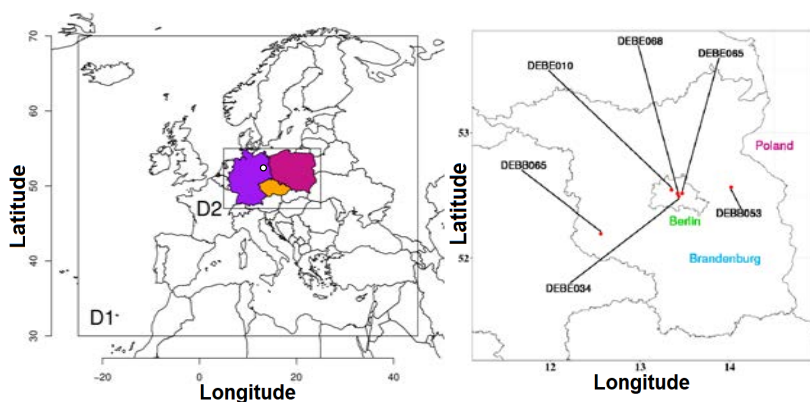 70
60
50
40
30
Latitude
D2
D1
-20
0
20
40
Longitude
DEBE068
DEBE065
DEBE010
53
Poland
DEBB065
DEBB053
Berlin
Latitude
52
Brandenburg
DEBE034
12
13
14
Longitude